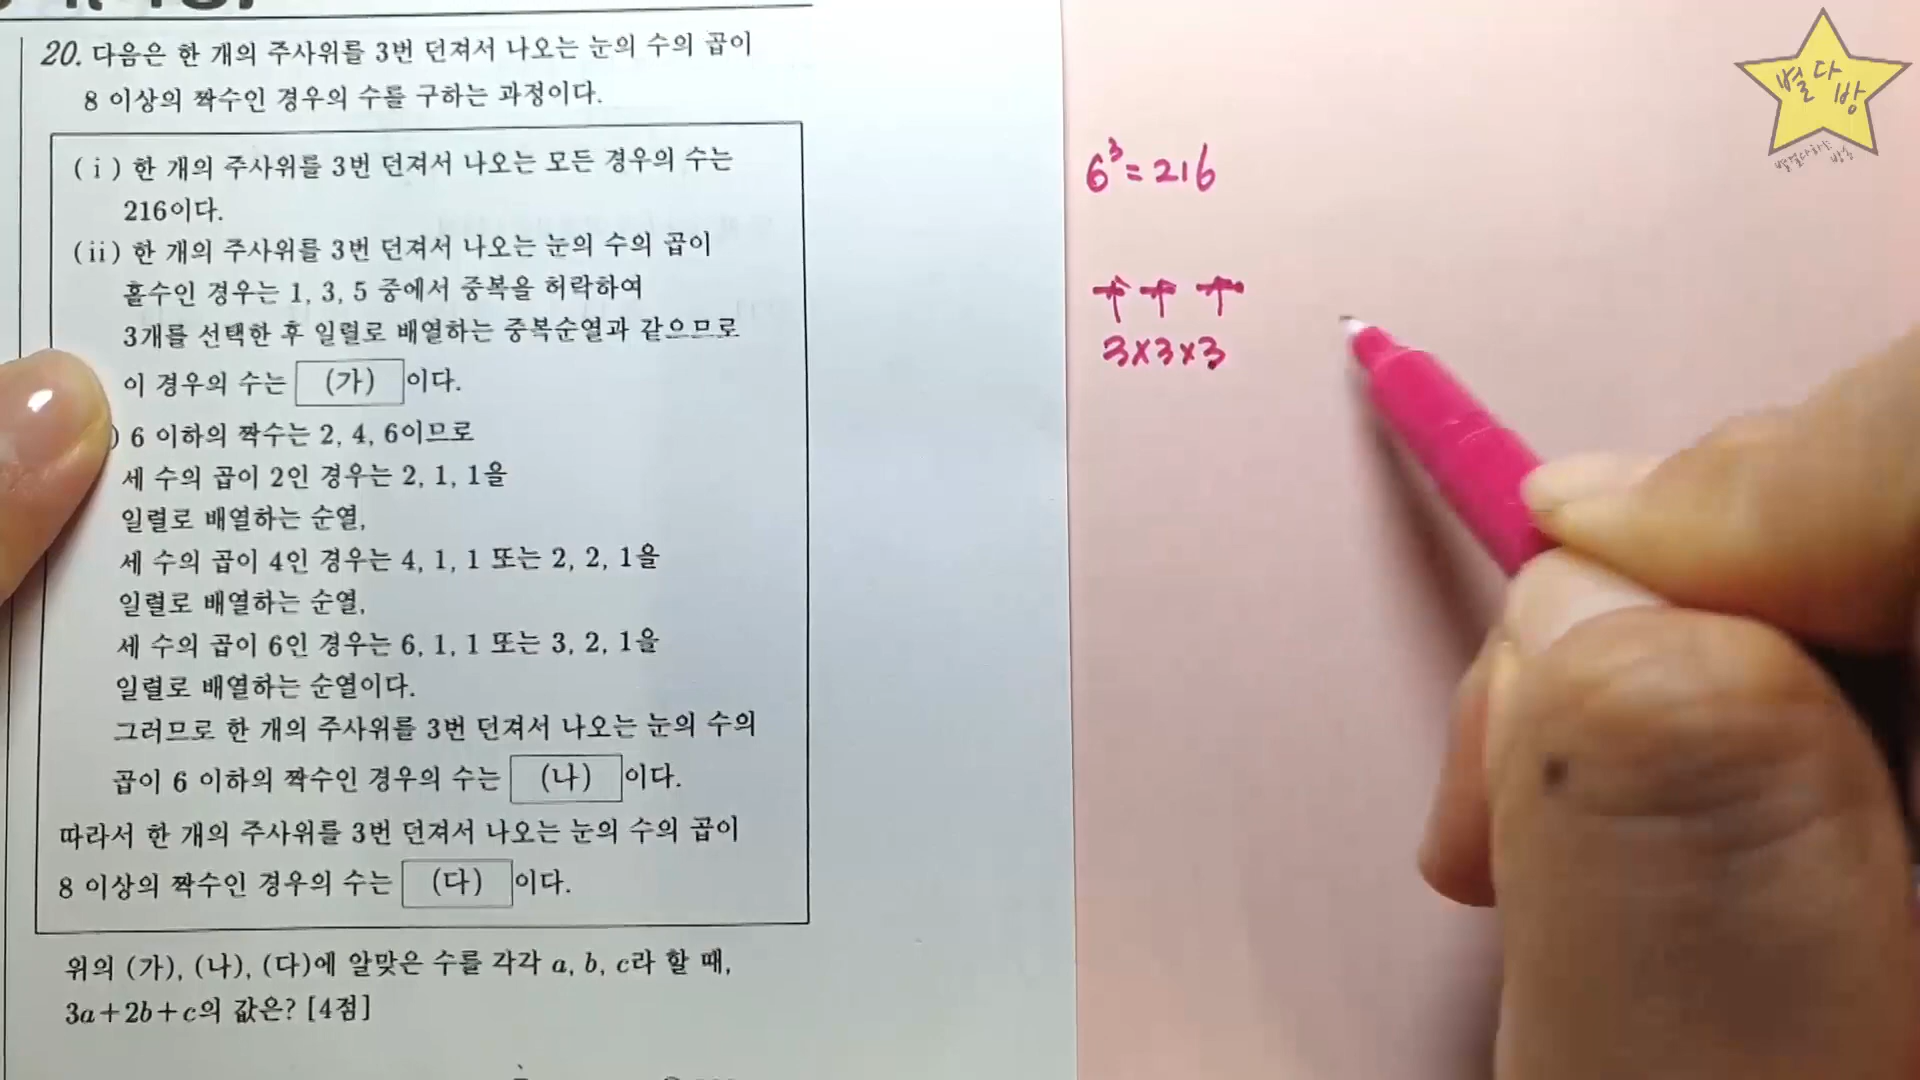 20. 다음은 한 개의 주사위를 3번 던져서 나오는 눈의 수의 곱이
8 이상의 짝수인 경우의 수를 구하는 과정이다.
(ⅰ) 한 개의 주사위를 3번 던져서 나오는 모든 경우의 수는
216이다.
(ⅱ) 한 개의 주사위를 3번 던져서 나오는 눈의 수의 곱이
홀수인 경우는 1, 3, 5 중에서 중복을 허락하여
3개를 선택한 후 일렬로 배열하는 중복순열과 같으므로
이 경우의 수는 (가) 이다.
) 6 이하의 짝수는 2, 4, 6이므로
세 수의 곱이 2인 경우는 2, 1, 1을
일렬로 배열하는 순열,
세 수의 곱이 4인 경우는 4, 1, 1 또는 2, 2, 1을
일렬로 배열하는 순열,
세 수의 곱이 6인 경우는 6, 1, 1 또는 3, 2, 1을
일렬로 배열하는 순열이다.
그러므로 한 개의 주사위를 3번 던져서 나오는 눈의 수의
곱이 6 이하의 짝수인 경우의 수는 (나) 이다.
따라서 한 개의 주사위를 3번 던져서 나오는 눈의 수의 곱이
8 이상의 짝수인 경우의 수는 (다) 이다.
위의 (가), (나), (다)에 알맞은 수를 각각 a, b, c라 할 때,
3a+2b+c의 값은? [4점]
6³=216
3×3×3
별다방